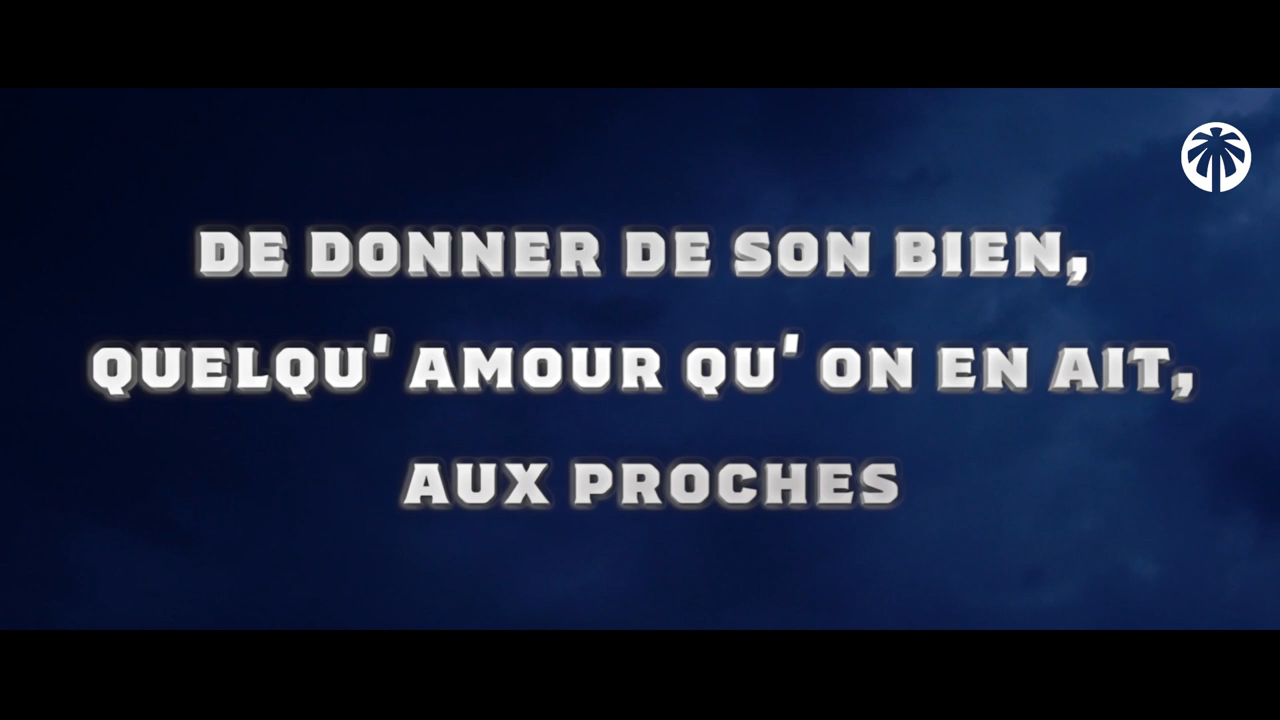 DE DONNER DE SON BIEN,
QUELQU' AMOUR QU' ON EN AIT,
AUX PROCHES